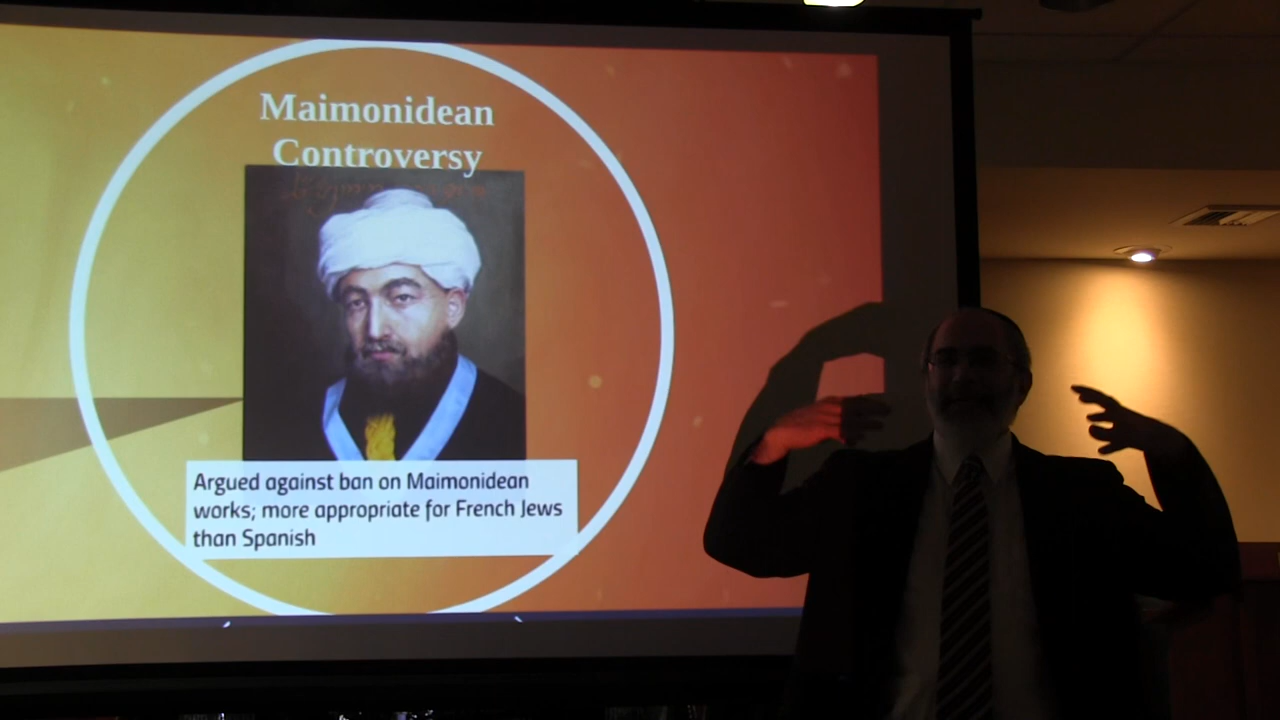 Maimonidean
Controversy
Argued against ban on Maimonidean
works; more appropriate for French Jews
than Spanish